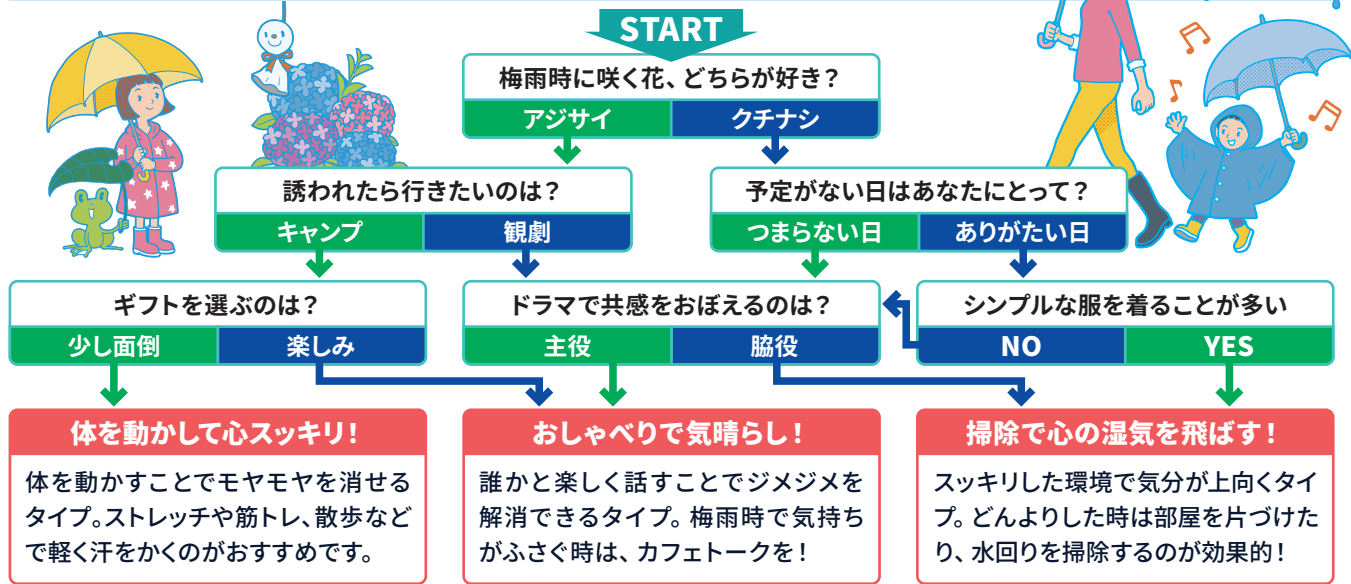 START
梅雨時に咲く花、どちらが好き？
アジサイ
クチナシ
誘われたら行きたいのは？
キャンプ
観劇
予定がない日はあなたにとって？
つまらない日
ありがたい日
ギフトを選ぶのは？
少し面倒
楽しみ
ドラマで共感をおぼえるのは？
主役
脇役
シンプルな服を着ることが多い
NO
YES
体を動かして心スッキリ！
体を動かすことでモヤモヤを消せる
タイプ。ストレッチや筋トレ、散歩など
で軽く汗をかくのがおすすめです。
おしゃべりで気晴らし！
誰かと楽しく話すことでジメジメを
解消できるタイプ。梅雨時で気持ち
がふさぐ時は、カフェトークを！
掃除で心の湿気を飛ばす！
スッキリした環境で気分が上向くタイ
プ。どんよりした時は部屋を片づけた
り、水回りを掃除するのが効果的！